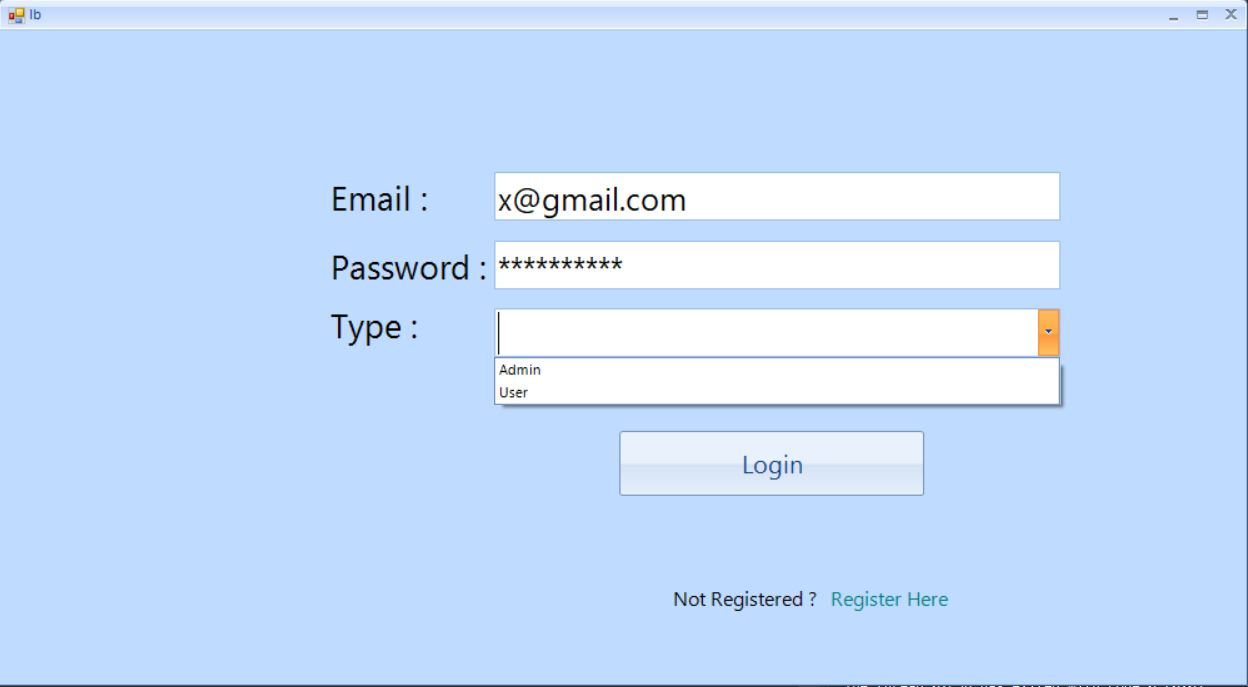 lb
Email : x@gmail.com
Password : **********
Type :
Admin
User
Login
Not Registered ? Register Here